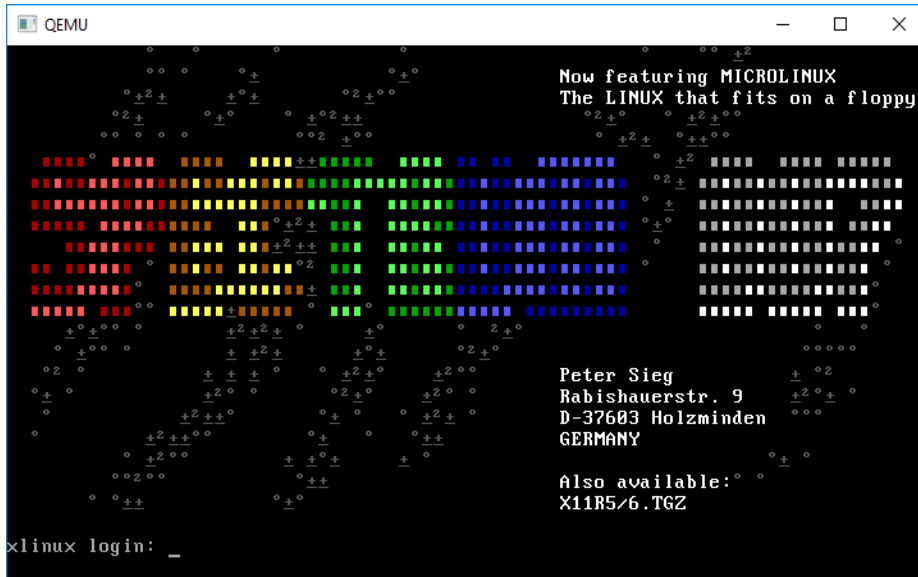 QEMU
Now featuring MICROLINUX
The LINUX that fits on a floppy
Peter Sieg
Rabishauerstr. 9
D-37603 Holzminden
GERMANY
Also available:
X11R5/6.TGZ
xlinux login: _